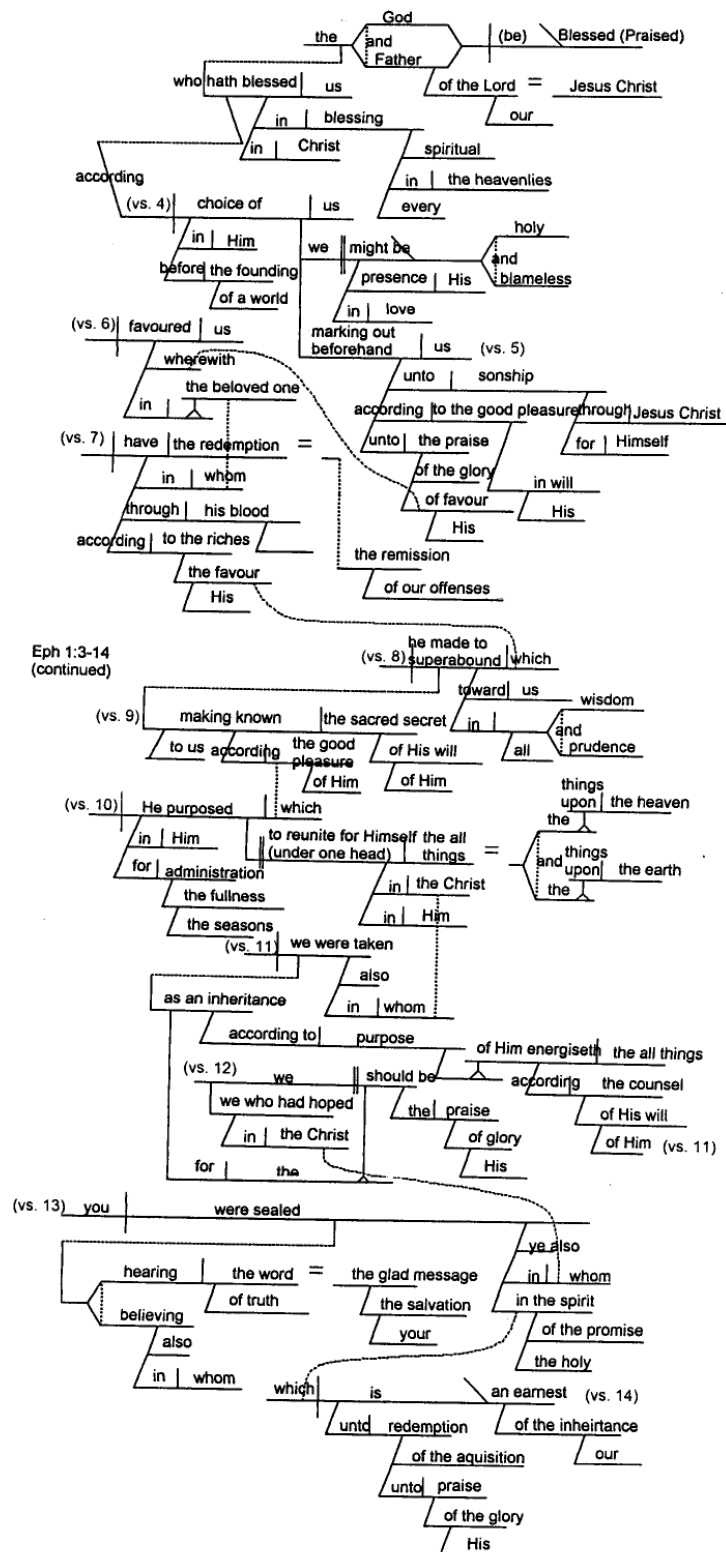 God
the and (be) Blessed (Praised)
Father
who hath blessed us of the Lord = Jesus Christ
in blessing our
in Christ spiritual
according in the heavenlies
(vs. 4) choice of us every
in Him we might be holy
and
before the founding presence His blameless
of a world in love
(vs. 6) favoured us marking out
beforehand us (vs. 5)
wherewith unto sonship
the beloved one
in according to the good pleasure through Jesus Christ
(vs. 7) have the redemption = unto the praise for Himself
in whom of the glory in will
through his blood of favour His
according to the riches His
the favour the remission
His of our offenses
Eph 1:3-14
(continued)
(vs. 8) he made to
superabound which
toward us wisdom
(vs. 9) making known the sacred secret in and
to us according the good
pleasure of His will all prudence
of Him of Him
(vs. 10) He purposed which things
upon the heaven
the
in Him to reunite for Himself the all
(under one head) things = and things
upon the earth
for administration in the Christ the
the fullness in Him
the seasons
(vs. 11) we were taken
also
as an inheritance in whom
according to purpose of Him energiseth the all things
(vs. 12) we should be according the counsel
we who had hoped the praise of His will
in the Christ of glory of Him (vs. 11)
for the His
(vs. 13) you were sealed
ye also
hearing the word = the glad message in whom
of truth the salvation in the spirit
believing your of the promise
also the holy
in whom
which is an earnest (vs. 14)
unto redemption of the inheirtance
of the aquisition our
unto praise
of the glory
His